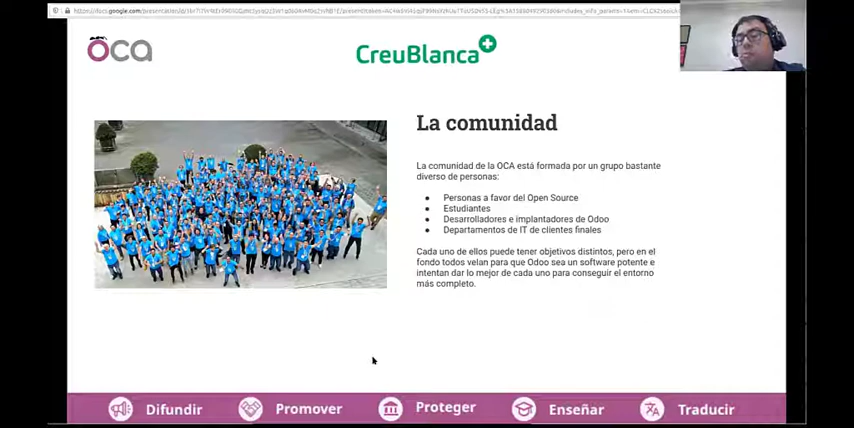 OCA
CreuBlanca
La comunidad
La comunidad de la OCA está formada por un grupo bastante
diverso de personas:
Personas a favor del Open Source
Estudiantes
Desarrolladores e implantadores de Odoo
Departamentos de IT de clientes finales
Cada uno de ellos puede tener objetivos distintos, pero en el
fondo todos velan para que Odoo sea un software potente e
intentan dar lo mejor de cada uno para conseguir el entorno
más completo.
Difundir
Promover
Proteger
Enseñar
Traducir